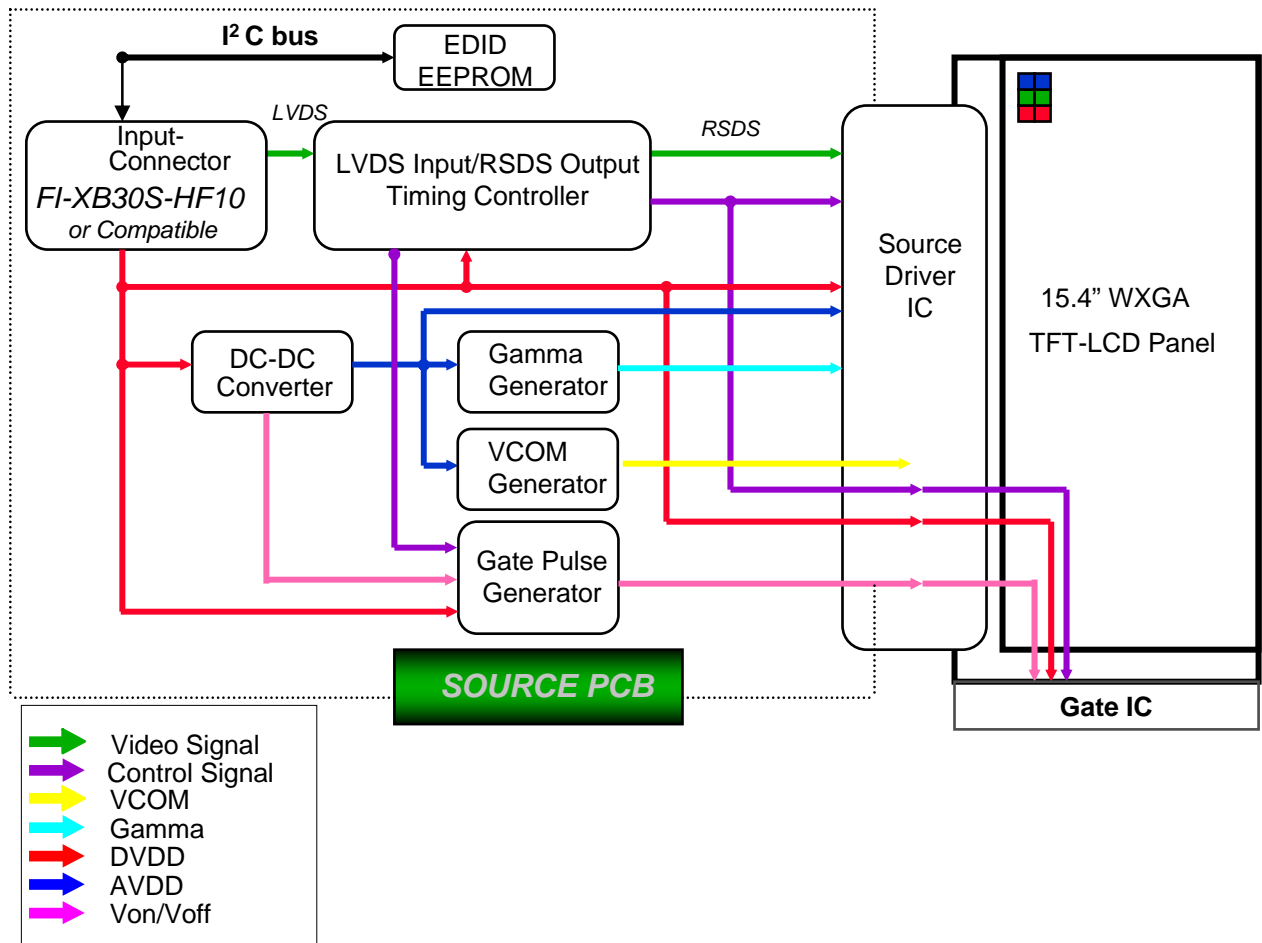 I² C bus
EDID
EEPROM
LVDS
RSDS
Input-
Connector
FI-XB30S-HF10
or Compatible
LVDS Input/RSDS Output
Timing Controller
Source
Driver
IC
15.4” WXGA
TFT-LCD Panel
DC-DC
Converter
Gamma
Generator
VCOM
Generator
Gate Pulse
Generator
SOURCE PCB
Gate IC
Video Signal
Control Signal
VCOM
Gamma
DVDD
AVDD
Von/Voff